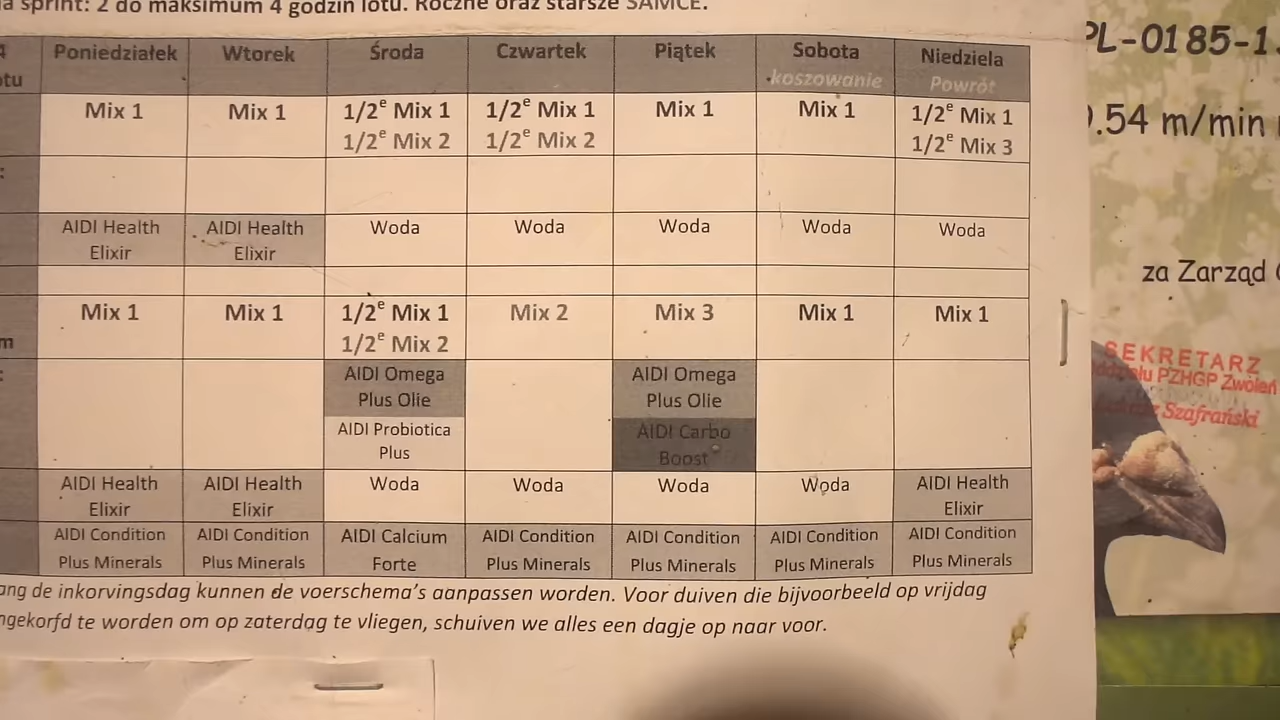 a sprint: 2 do maksimum 4 godzin lotu. Roczne oraz starsze SAMCE.
4 Poniedziałek Wtorek Środa Czwartek Piątek Sobota Niedziela
otu koszowanie Powrót
Mix 1 Mix 1 1/2e Mix 1 1/2e Mix 1 Mix 1 Mix 1 1/2e Mix 1
1/2e Mix 2 1/2e Mix 2 1/2e Mix 3
:
AIDI Health AIDI Health Woda Woda Woda Woda Woda
Elixir Elixir
Mix 1 Mix 1 1/2e Mix 1 Mix 2 Mix 3 Mix 1 Mix 1
m 1/2e Mix 2
: AIDI Omega AIDI Omega
Plus Olie Plus Olie
AIDI Probiotica AIDI Carbo
Plus Boost
AIDI Health AIDI Health Woda Woda Woda Woda AIDI Health
Elixir Elixir Elixir
AIDI Condition AIDI Condition AIDI Calcium AIDI Condition AIDI Condition AIDI Condition AIDI Condition
Plus Minerals Plus Minerals Forte Plus Minerals Plus Minerals Plus Minerals Plus Minerals
ang de inkorvingsdag kunnen de voerschema's aanpassen worden. Voor duiven die bijvoorbeeld op vrijdag
ngekorfd te worden om op zaterdag te vliegen, schuiven we alles een dagje op naar voor.
PL-0185-1
.54 m/min
za Zarząd
SEKRETARZ
PZHGP Zwoleń
Szafrański